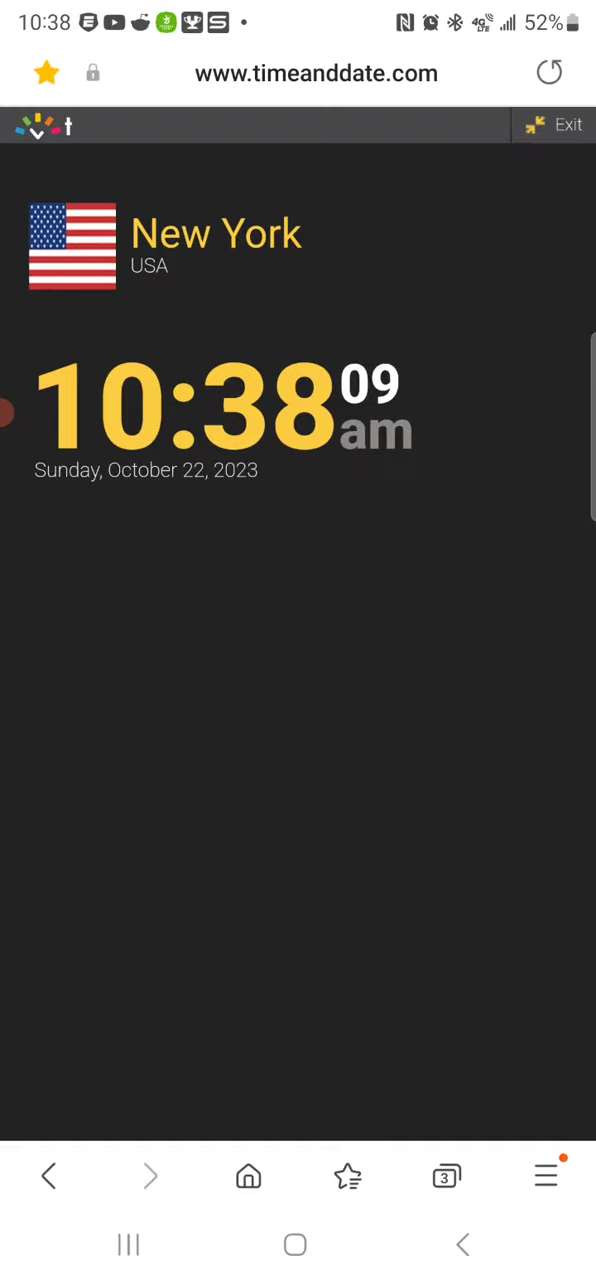 10:38 52%
www.timeanddate.com
t Exit
New York
USA
10:38 09
am
Sunday, October 22, 2023
3